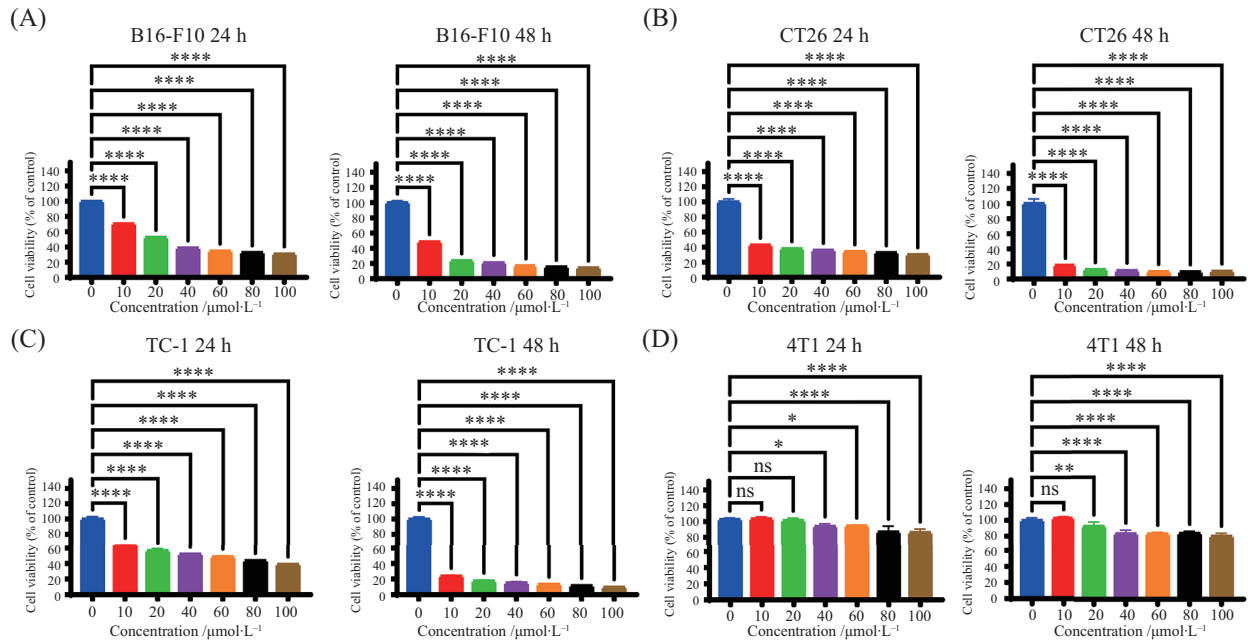 (A)
B16-F10 24 h
****
****
****
****
****
****
Cell viability (% of control)
140
120
100
80
60
40
20
0
0 10 20 40 60 80 100
Concentration /μmol·L⁻¹
B16-F10 48 h
****
****
****
****
****
****
Cell viability (% of control)
140
120
100
80
60
40
20
0
0 10 20 40 60 80 100
Concentration /μmol·L⁻¹
(B)
CT26 24 h
****
****
****
****
****
****
Cell viability (% of control)
140
120
100
80
60
40
20
0
0 10 20 40 60 80 100
Concentration /μmol·L⁻¹
CT26 48 h
****
****
****
****
****
****
Cell viability (% of control)
140
120
100
80
60
40
20
0
0 10 20 40 60 80 100
Concentration /μmol·L⁻¹
(C)
TC-1 24 h
****
****
****
****
****
****
Cell viability (% of control)
140
120
100
80
60
40
20
0
0 10 20 40 60 80 100
Concentration /μmol·L⁻¹
TC-1 48 h
****
****
****
****
****
****
Cell viability (% of control)
140
120
100
80
60
40
20
0
0 10 20 40 60 80 100
Concentration /μmol·L⁻¹
(D)
4T1 24 h
****
****
*
*
ns
ns
Cell viability (% of control)
140
120
100
80
60
40
20
0
0 10 20 40 60 80 100
Concentration /μmol·L⁻¹
4T1 48 h
****
****
****
****
**
ns
Cell viability (% of control)
140
120
100
80
60
40
20
0
0 10 20 40 60 80 100
Concentration /μmol·L⁻¹